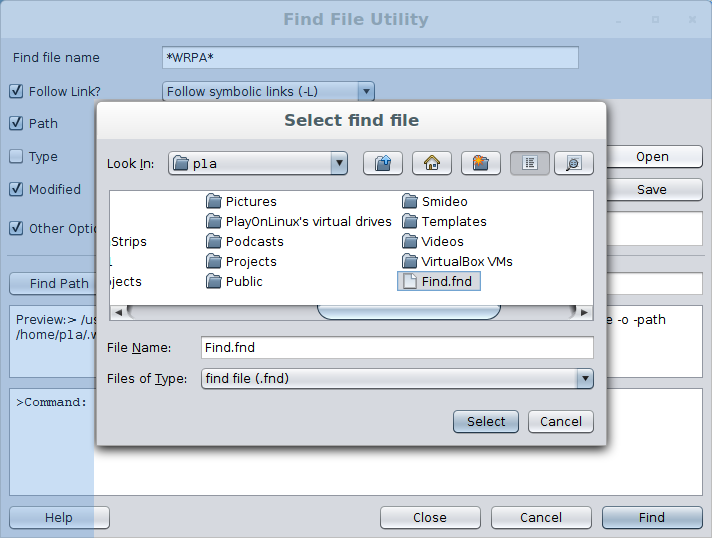 Find File Utility
Find file name
*WRPA*
Follow Link?
Follow symbolic links (-L)
Path
Type
Open
Modified
Save
Other Optio
Find Path
Preview:> /us
e -o -path
/home/pla/.w
>Command:
Help
Close
Cancel
Find
Select find file
Look In:
pla
Pictures
Smideo
PlayOnLinux's virtual drives
Templates
Strips
Podcasts
Videos
Projects
VirtualBox VMs
ojects
Public
Find.fnd
File Name:
Find.fnd
Files of Type:
find file (.fnd)
Select
Cancel